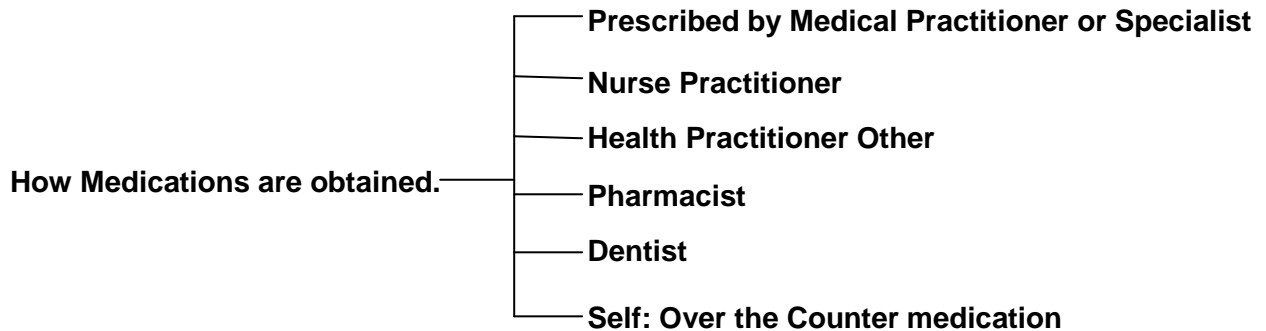 Prescribed by Medical Practitioner or Specialist
Nurse Practitioner
Health Practitioner Other
How Medications are obtained.
Pharmacist
Dentist
Self: Over the Counter medication